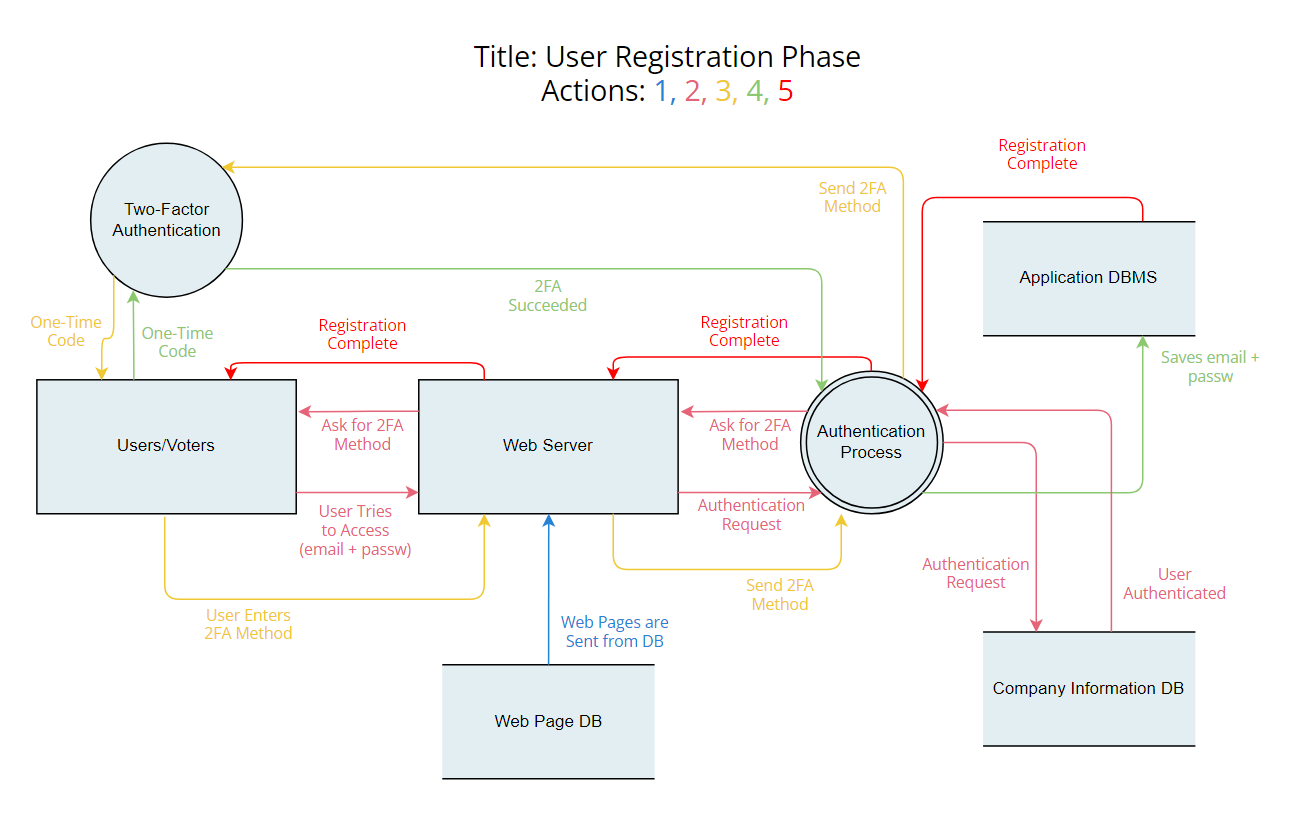 Title: User Registration Phase
Actions: 1, 2, 3, 4, 5
Registration
Complete
Send 2FA
Method
Two-Factor
Authentication
Application DBMS
2FA
Succeeded
One-Time
Code
One-Time
Code
Registration
Complete
Registration
Complete
Saves email +
passw
Users/Voters
Ask for 2FA
Method
Web Server
Ask for 2FA
Method
Authentication
Process
User Tries
to Access
(email + passw)
Authentication
Request
Authentication
Request
User
Authenticated
User Enters
2FA Method
Send 2FA
Method
Web Pages are
Sent from DB
Web Page DB
Company Information DB